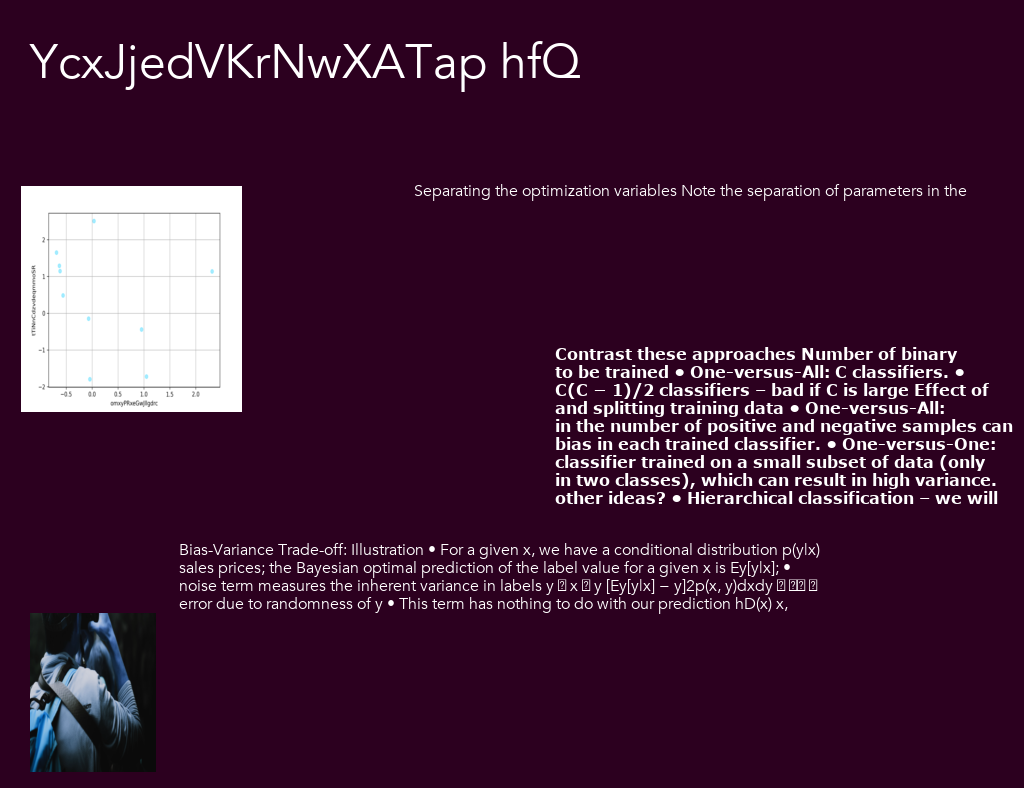 YcxJjedVKrNwXATap hfQ
Separating the optimization variables Note the separation of parameters in the
2
1
0
−1
−2
−0.5 0.0 0.5 1.0 1.5 2.0
Contrast these approaches Number of binary
to be trained • One-versus-All: C classifiers. •
C(C − 1)/2 classifiers – bad if C is large Effect of
and splitting training data • One-versus-All:
in the number of positive and negative samples can
bias in each trained classifier. • One-versus-One:
classifier trained on a small subset of data (only
in two classes), which can result in high variance.
other ideas? • Hierarchical classification – we will
Bias-Variance Trade-off: Illustration • For a given x, we have a conditional distribution p(y|x)
sales prices; the Bayesian optimal prediction of the label value for a given x is Ey[y|x]; •
noise term measures the inherent variance in labels y x y [Ey[y|x] − y]2p(x, y)dxdy
error due to randomness of y • This term has nothing to do with our prediction hD(x) x,